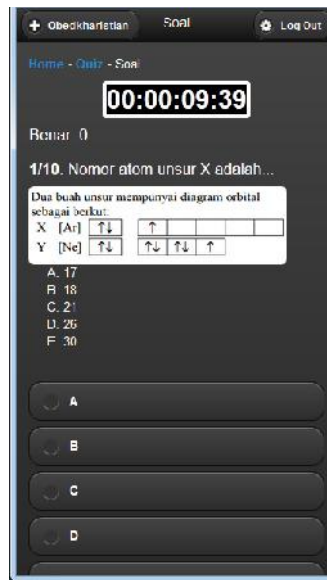 Obedkharistian Soal Log Out
Home - Quiz - Soal
00:00:09:39
Benar 0
1/10. Nomor atom unsur X adalah...
Dua buah unsur mempunyai diagram orbital
sebagai berikut:
X [Ar] ↑↓ ↑
Y [Ne] ↑↓ ↑↓ ↑↓ ↑
A. 17
B. 18
C. 21
D. 26
E. 30
A
B
C
D